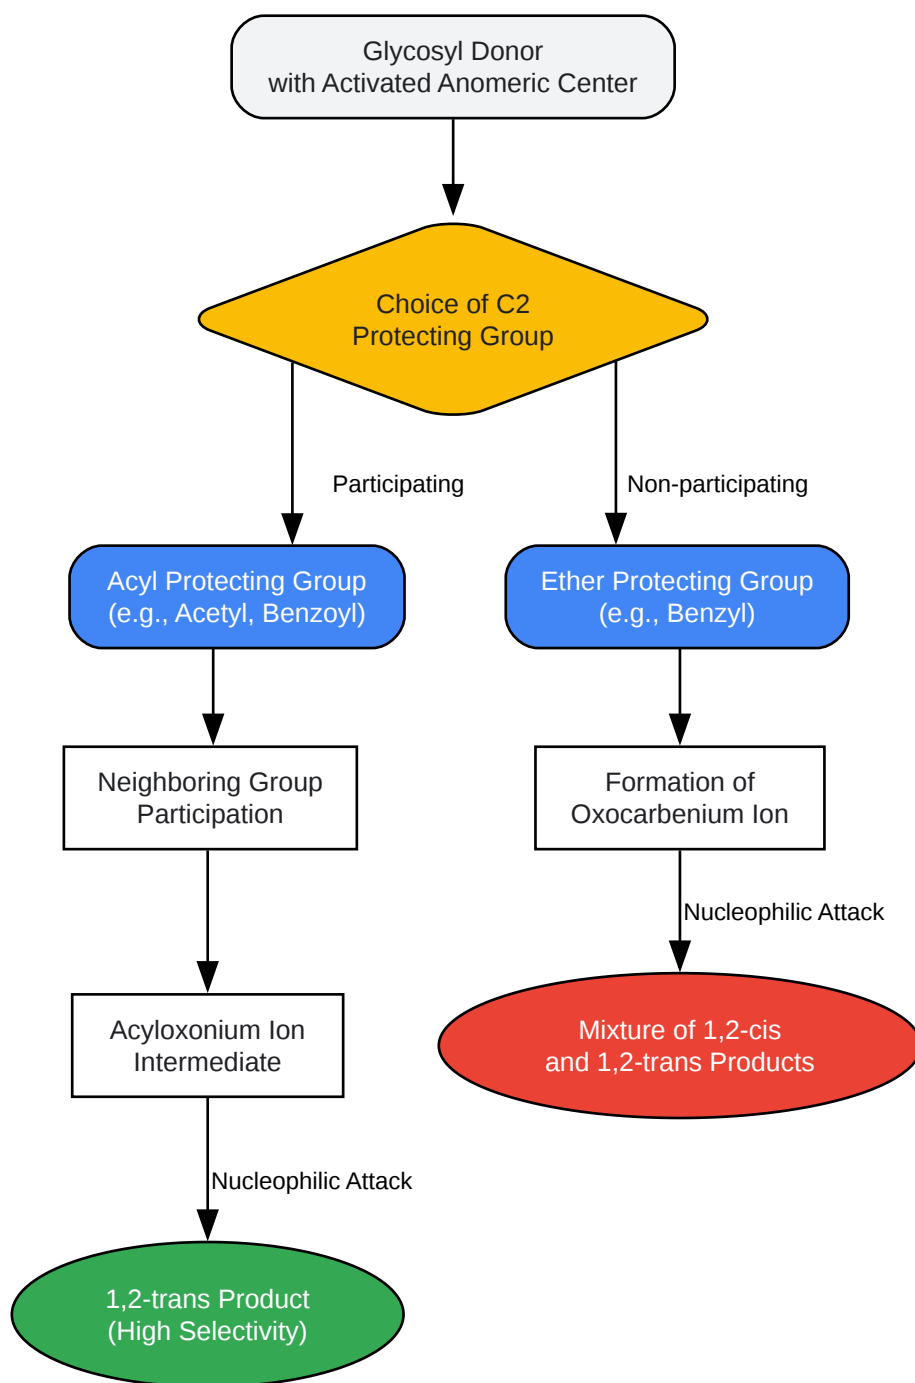 Glycosyl Donor
with Activated Anomeric Center
Choice of C2
Protecting Group
Participating
Non-participating
Acyl Protecting Group
(e.g., Acetyl, Benzoyl)
Ether Protecting Group
(e.g., Benzyl)
Neighboring Group
Participation
Formation of
Oxocarbenium Ion
Nucleophilic Attack
Acyloxonium Ion
Intermediate
Mixture of 1,2-cis
and 1,2-trans Products
Nucleophilic Attack
1,2-trans Product
(High Selectivity)